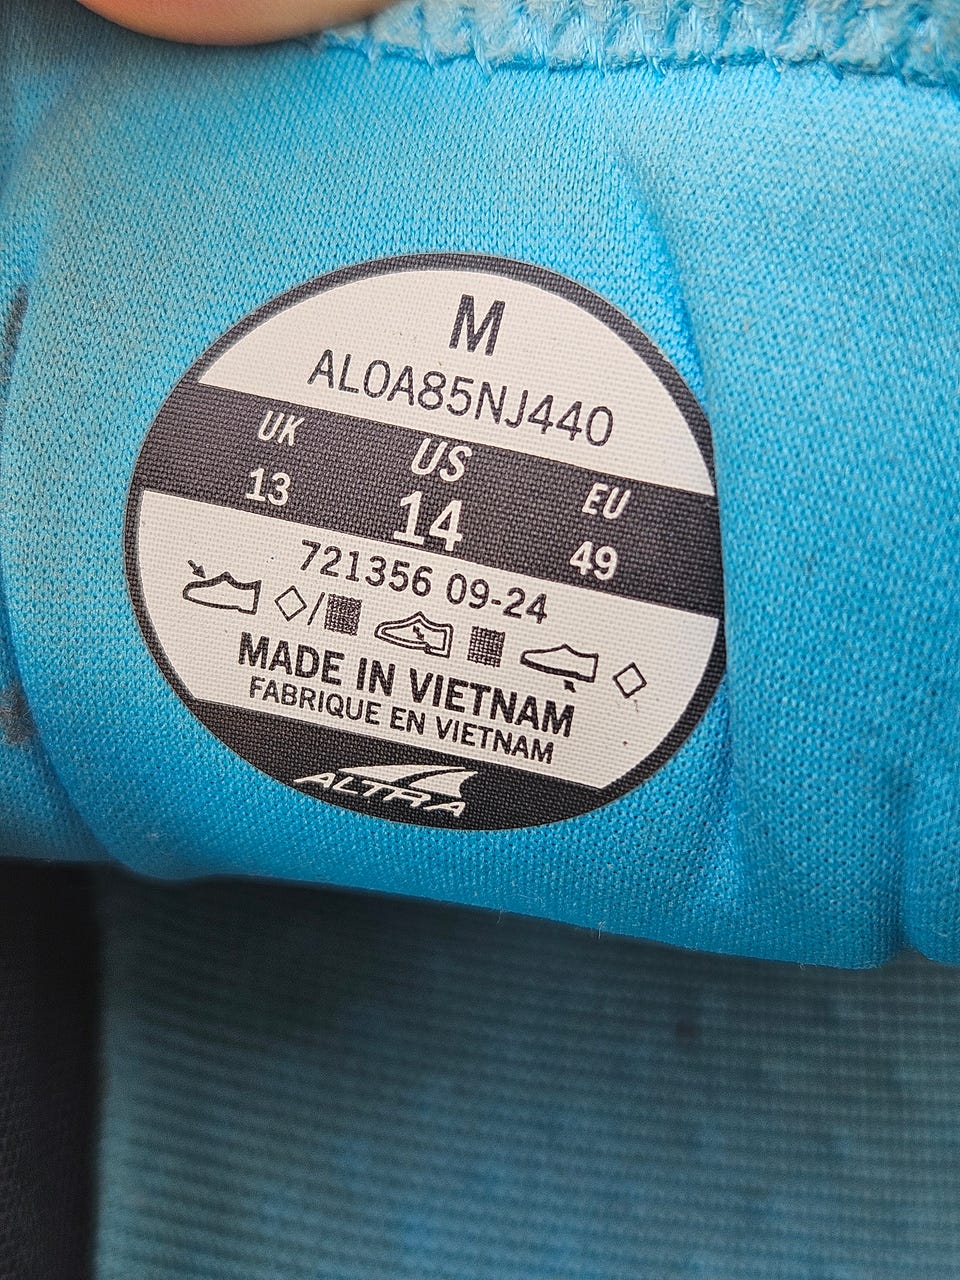 M
AL0A85NJ440
UK US EU
13 14 49
721356 09-24
MADE IN VIETNAM
FABRIQUE EN VIETNAM
ALTRA